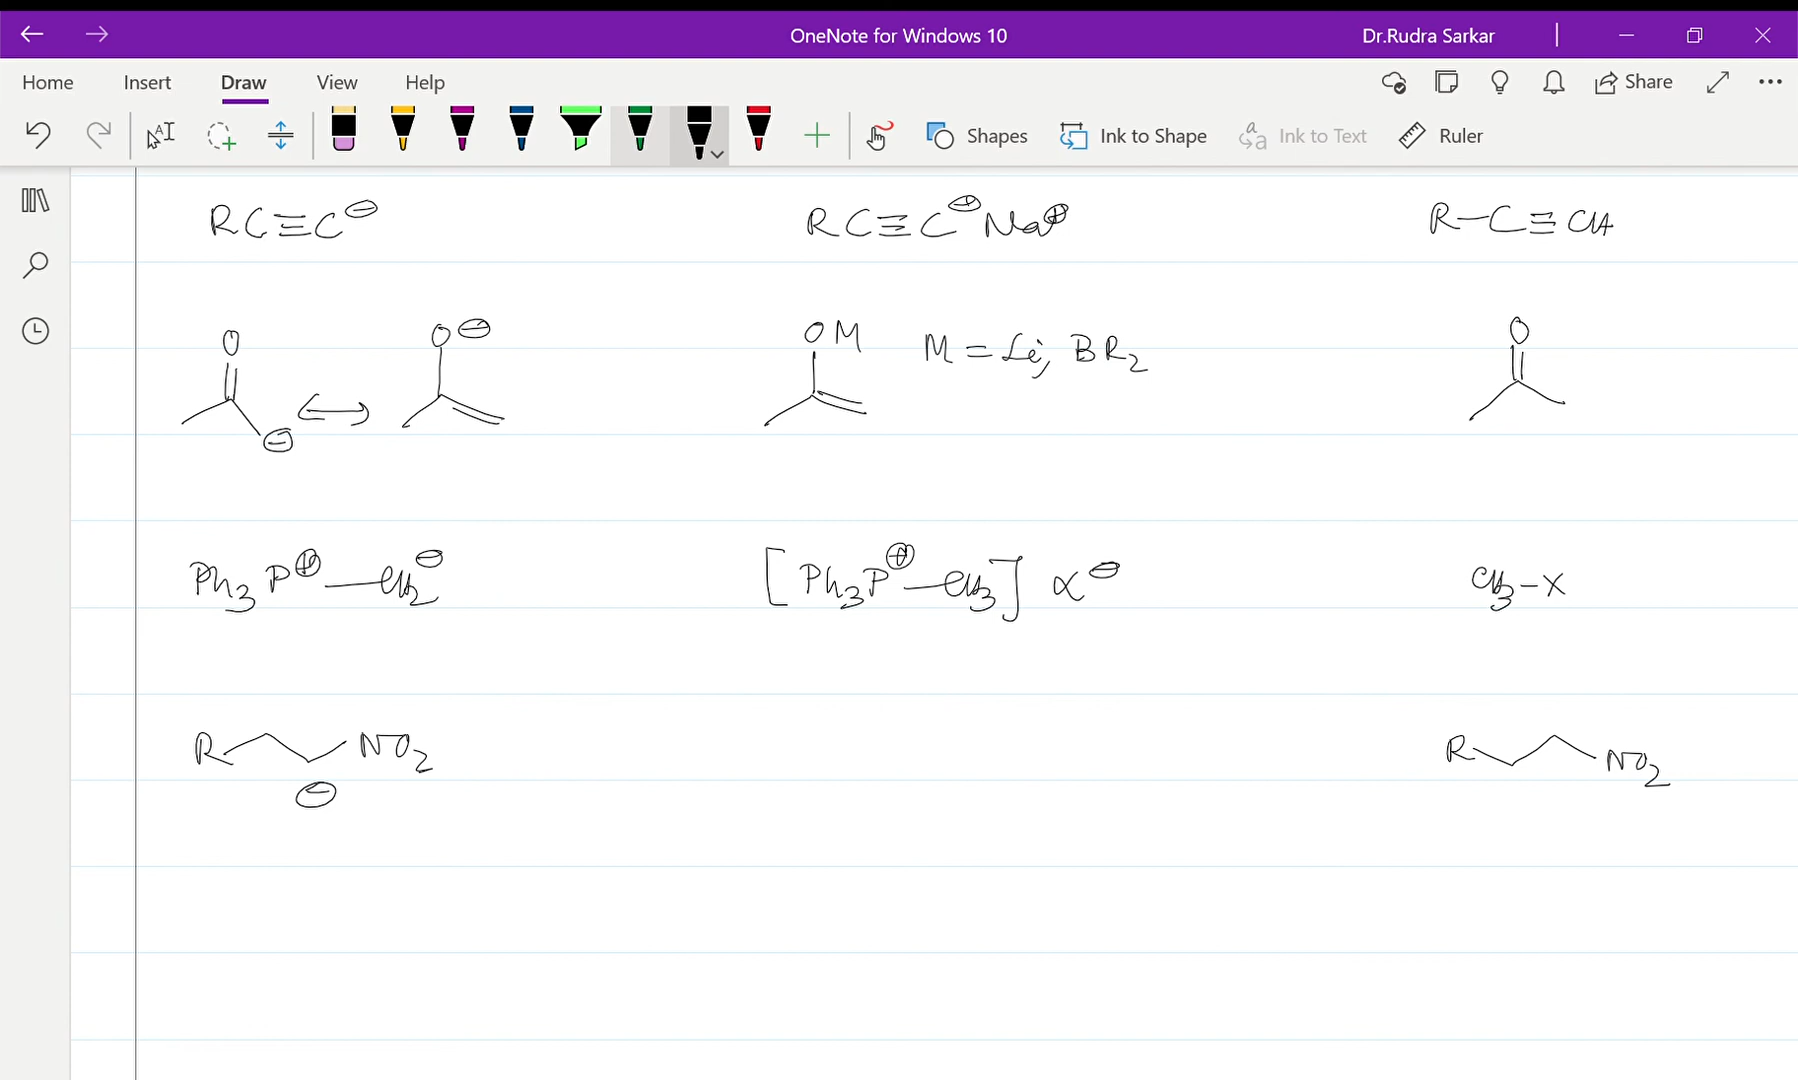 OneNote for Windows 10 Dr.Rudra Sarkar
Home Insert Draw View Help Share
Shapes Ink to Shape Ink to Text Ruler
RC≡C⊖ RC≡C⊖ Na⊕ R-C≡CH
O O⊖ OM M = Li, BR2 O
⊖ ↔
Ph3P⊕—CH2⊖ [Ph3P⊕—CH3] X⊖ CH3-X
R NO2 R NO2
⊖